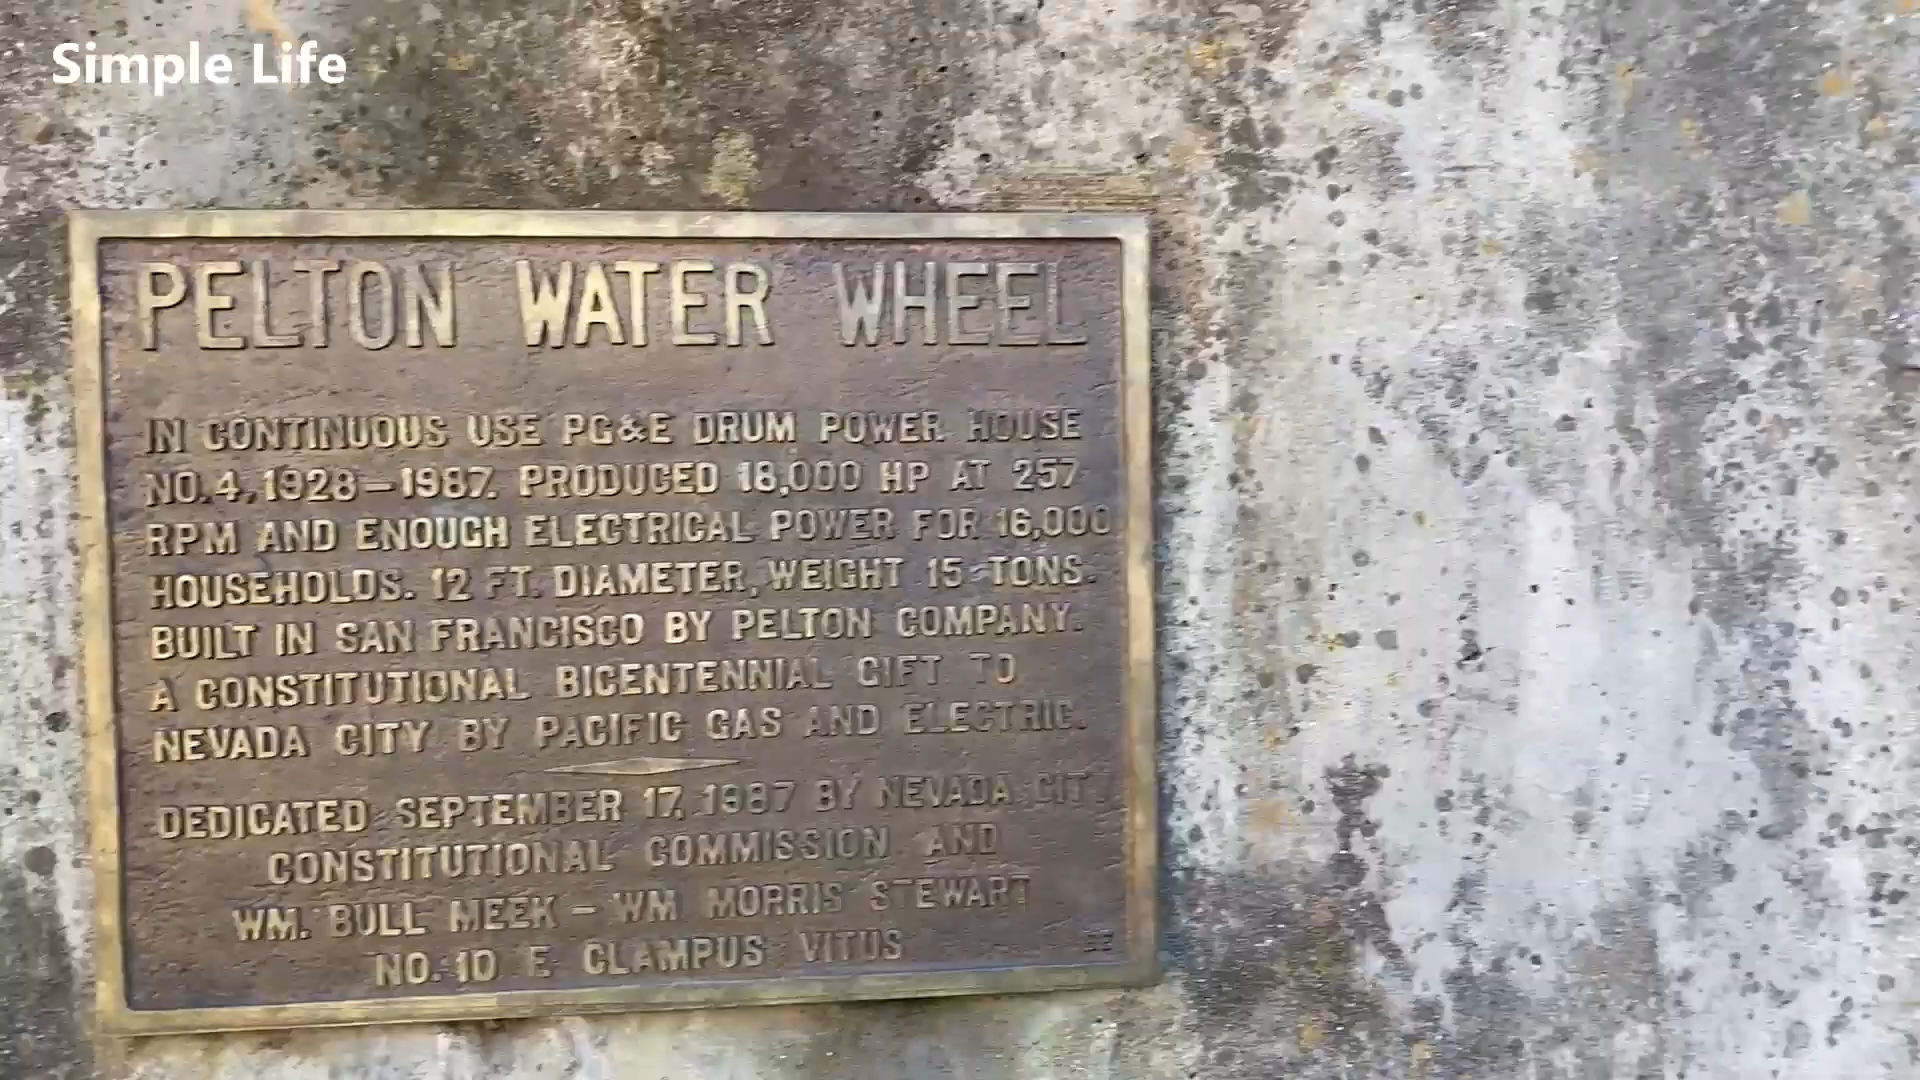 Simple Life
PELTON WATER WHEEL
IN CONTINUOUS USE PG&E DRUM POWER HOUSE
NO.4,1928-1987. PRODUCED 18,000 HP AT 257
RPM AND ENOUGH ELECTRICAL POWER FOR 16,000
HOUSEHOLDS. 12 FT. DIAMETER, WEIGHT 15 TONS.
BUILT IN SAN FRANCISCO BY PELTON COMPANY.
A CONSTITUTIONAL BICENTENNIAL GIFT TO
NEVADA CITY BY PACIFIC GAS AND ELECTRIC.
DEDICATED SEPTEMBER 17, 1987 BY NEVADA CITY
CONSTITUTIONAL COMMISSION AND
WM. BULL MEEK - WM MORRIS STEWART
NO. 10 E CLAMPUS VITUS